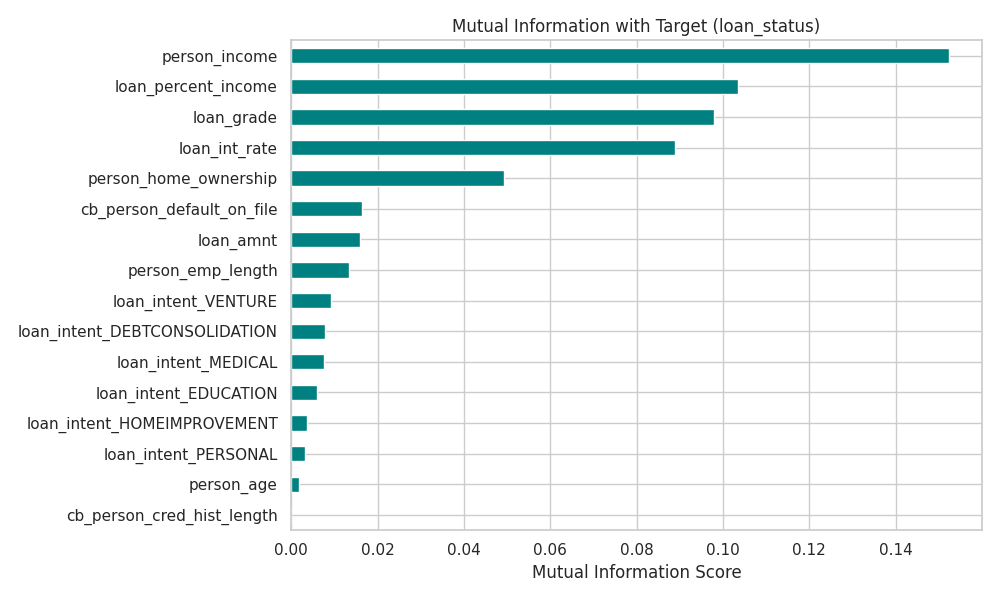 Mutual Information with Target (loan_status)
person_income
loan_percent_income
loan_grade
loan_int_rate
person_home_ownership
cb_person_default_on_file
loan_amnt
person_emp_length
loan_intent_VENTURE
loan_intent_DEBTCONSOLIDATION
loan_intent_MEDICAL
loan_intent_EDUCATION
loan_intent_HOMEIMPROVEMENT
loan_intent_PERSONAL
person_age
cb_person_cred_hist_length
0.00 0.02 0.04 0.06 0.08 0.10 0.12 0.14
Mutual Information Score